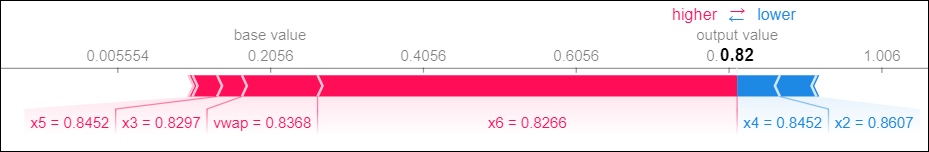 higher ⇄ lower
base value output value
0.005554 0.2056 0.4056 0.6056 0. 0.82 1.006
x5 = 0.8452 x3 = 0.8297 vwap = 0.8368 x6 = 0.8266 x4 = 0.8452 x2 = 0.8607